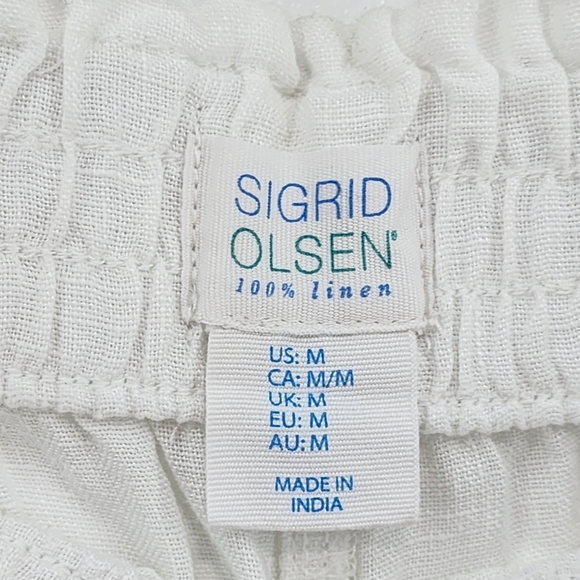 SIGRID
OLSEN®
100% linen
US: M
CA: M/M
UK: M
EU: M
AU: M
MADE IN
INDIA